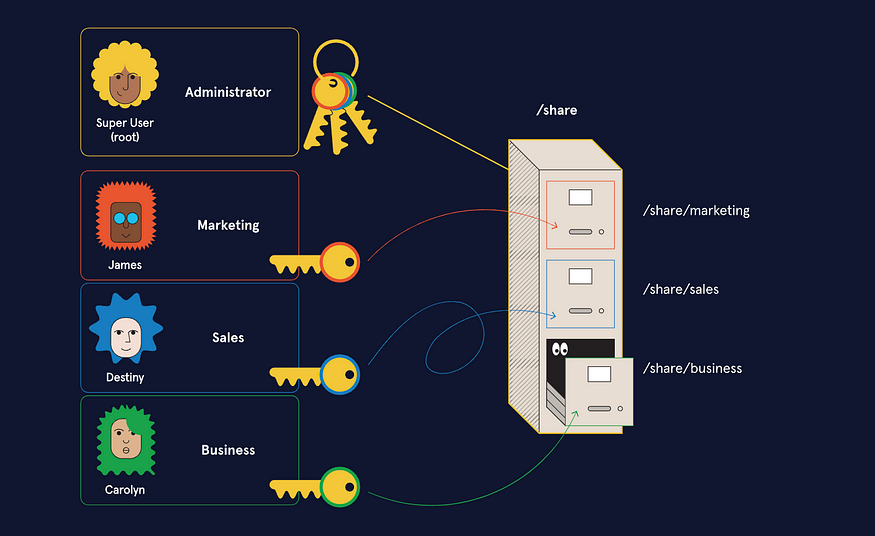 Administrator
Super User
(root)
/share
Marketing
James
/share/marketing
Sales
Destiny
/share/sales
Business
Carolyn
/share/business